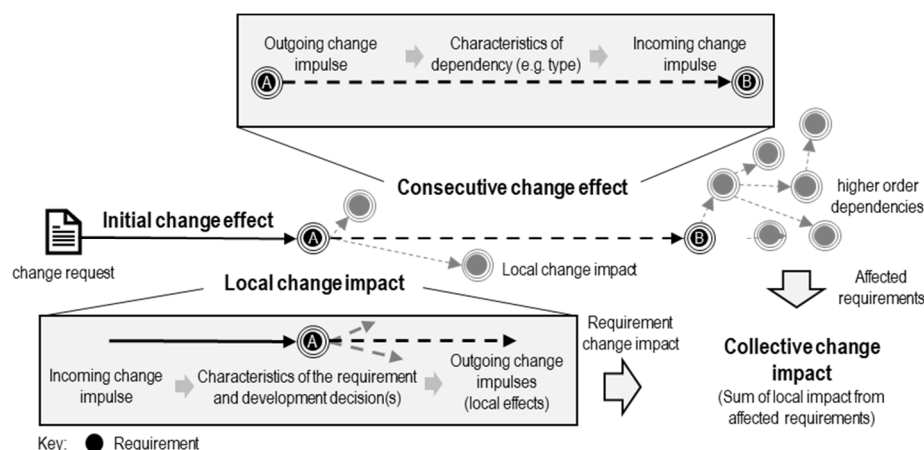 Outgoing change
impulse
Characteristics of
dependency (e.g. type)
Incoming change
impulse
A
B
Consecutive change effect
higher order
dependencies
Initial change effect
A
B
change request
Local change impact
Local change impact
Affected
requirements
A
Requirement
change impact
Incoming change
impulse
Characteristics of the requirement
and development decision(s)
Outgoing change
impulses
(local effects)
Collective change
impact
(Sum of local impact from
affected requirements)
Key: Requirement